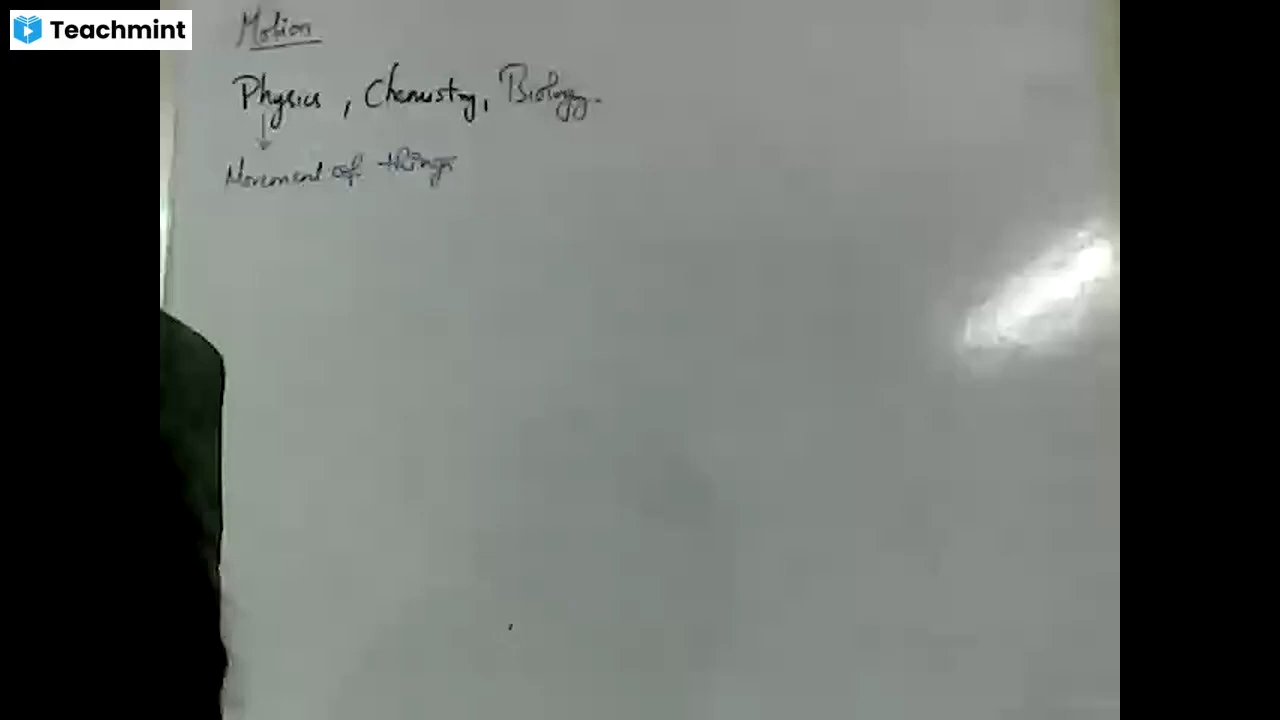 Teachmint
Motion
Physics, Chemistry, Biology.
↓
Movement of things